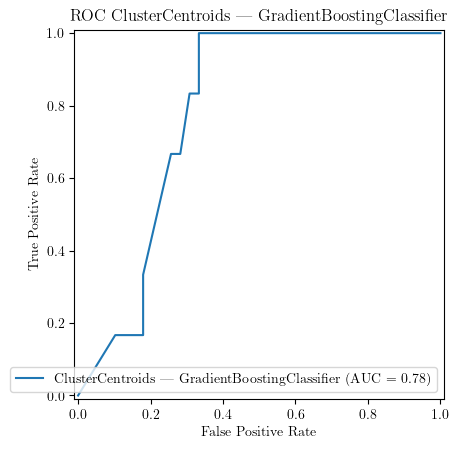 ROC ClusterCentroids — GradientBoostingClassifier
1.0
0.8
0.6
0.4
0.2
0.0
True Positive Rate
ClusterCentroids — GradientBoostingClassifier (AUC = 0.78)
0.0 0.2 0.4 0.6 0.8 1.0
False Positive Rate